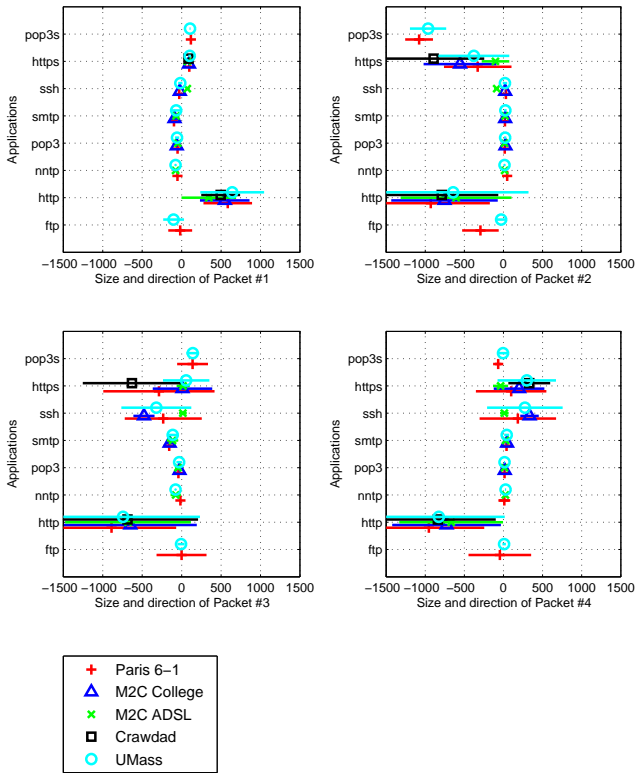 pop3s
https
ssh
smtp
pop3
nntp
http
ftp
Applications
−1500 −1000 −500 0 500 1000 1500
Size and direction of Packet #1
pop3s
https
ssh
smtp
pop3
nntp
http
ftp
Applications
−1500 −1000 −500 0 500 1000 1500
Size and direction of Packet #2
pop3s
https
ssh
smtp
pop3
nntp
http
ftp
Applications
−1500 −1000 −500 0 500 1000 1500
Size and direction of Packet #3
pop3s
https
ssh
smtp
pop3
nntp
http
ftp
Applications
−1500 −1000 −500 0 500 1000 1500
Size and direction of Packet #4
Paris 6−1
M2C College
M2C ADSL
Crawdad
UMass